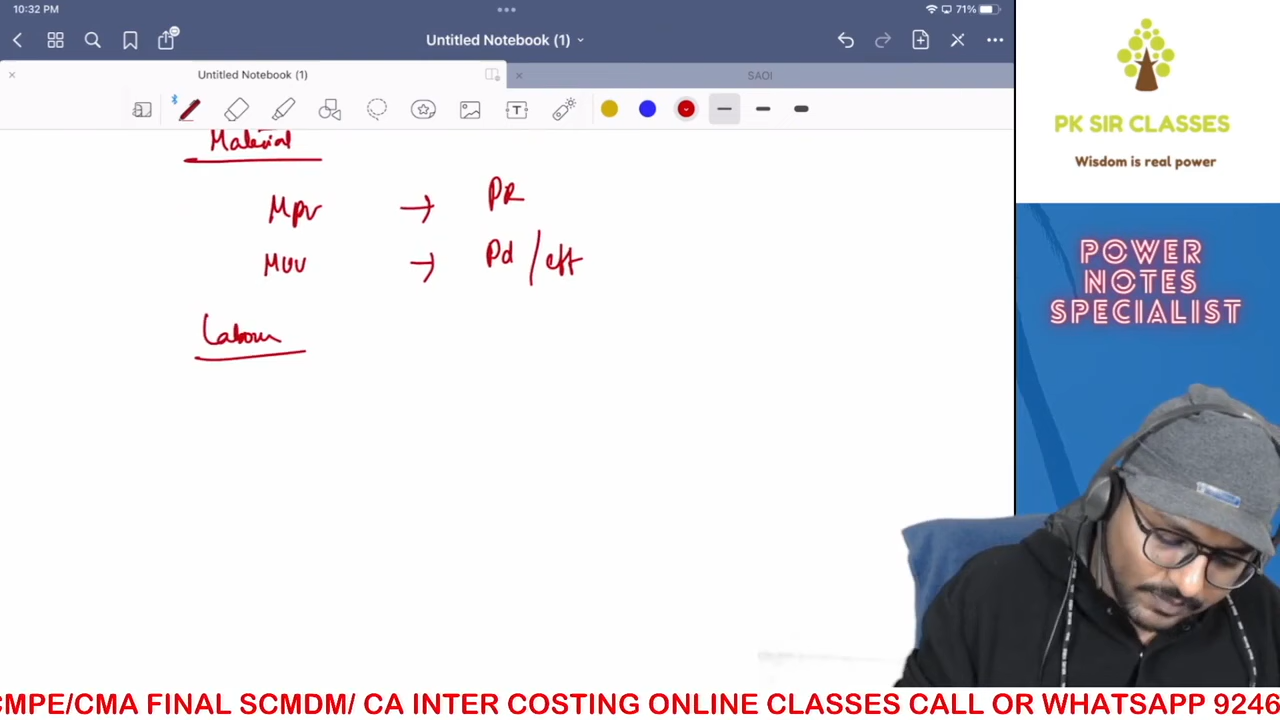 10:32 PM
71%
Untitled Notebook (1)
Untitled Notebook (1)
SAOI
Material
MPV → PR
MUV → Pd / eff
Labour
PK SIR CLASSES
Wisdom is real power
POWER
NOTES
SPECIALIST
CMPE/CMA FINAL SCMDM/ CA INTER COSTING ONLINE CLASSES CALL OR WHATSAPP 9246